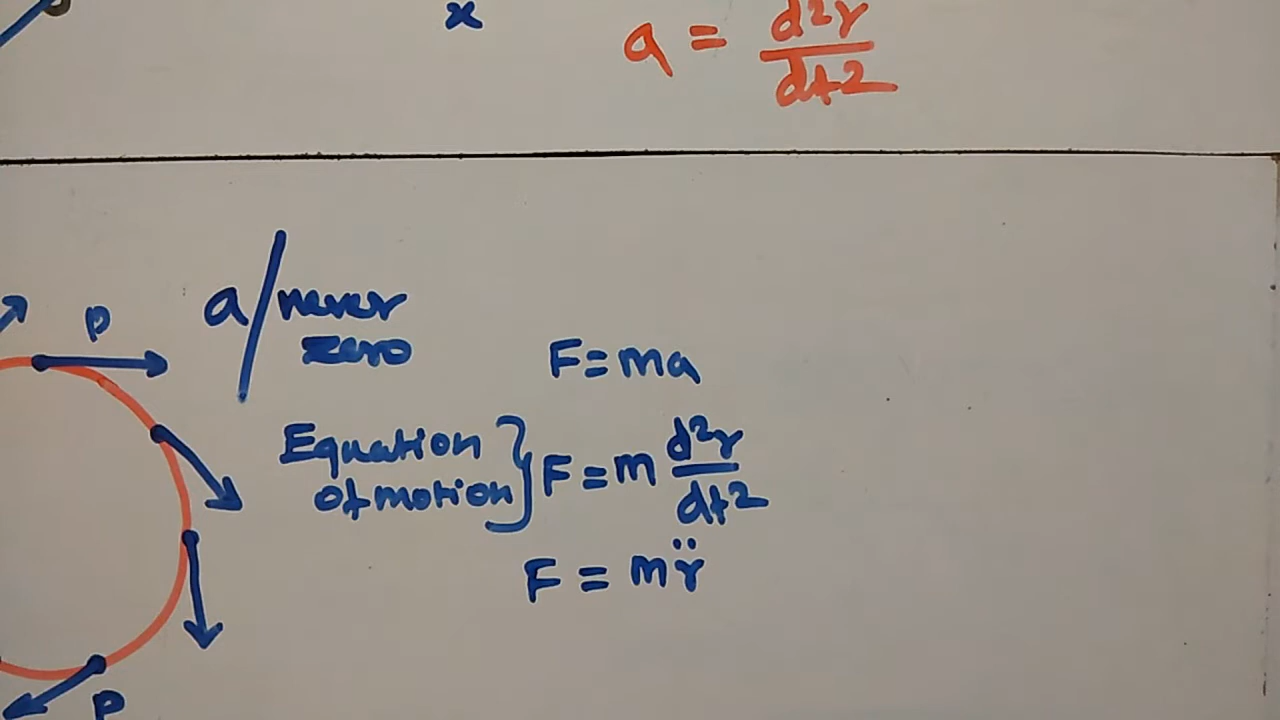 x
a = d²r/dt2
P
a/never
zero
F=ma
Equation
of motion} F=m d²r/dt2
F = mr̈
P